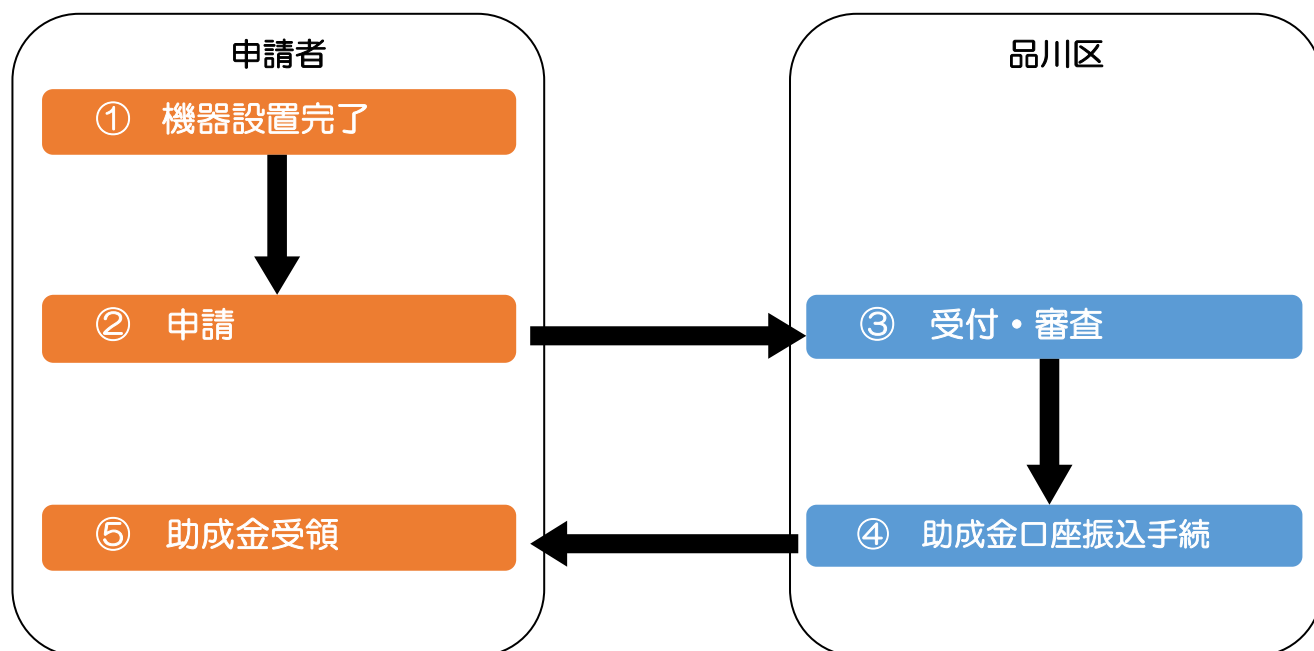 申請者
① 機器設置完了
② 申請
⑤ 助成金受領
品川区
③ 受付・審査
④ 助成金口座振込手続